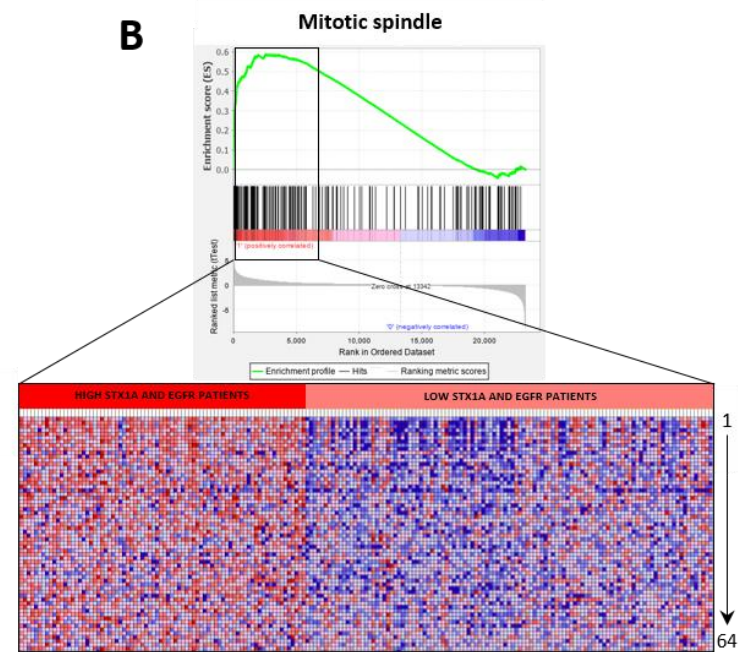 B
Mitotic spindle
Enrichment score (ES)
0.6
0.5
0.4
0.3
0.2
0.1
0.0
'1' (positively correlated)
Ranked list metric (tTest)
5
0
-5
Zero cross at 13342
'0' (negatively correlated)
0
5,000
10,000
15,000
20,000
Rank in Ordered Dataset
Enrichment profile
Hits
Ranking metric scores
HIGH STX1A AND EGFR PATIENTS
LOW STX1A AND EGFR PATIENTS
1
64